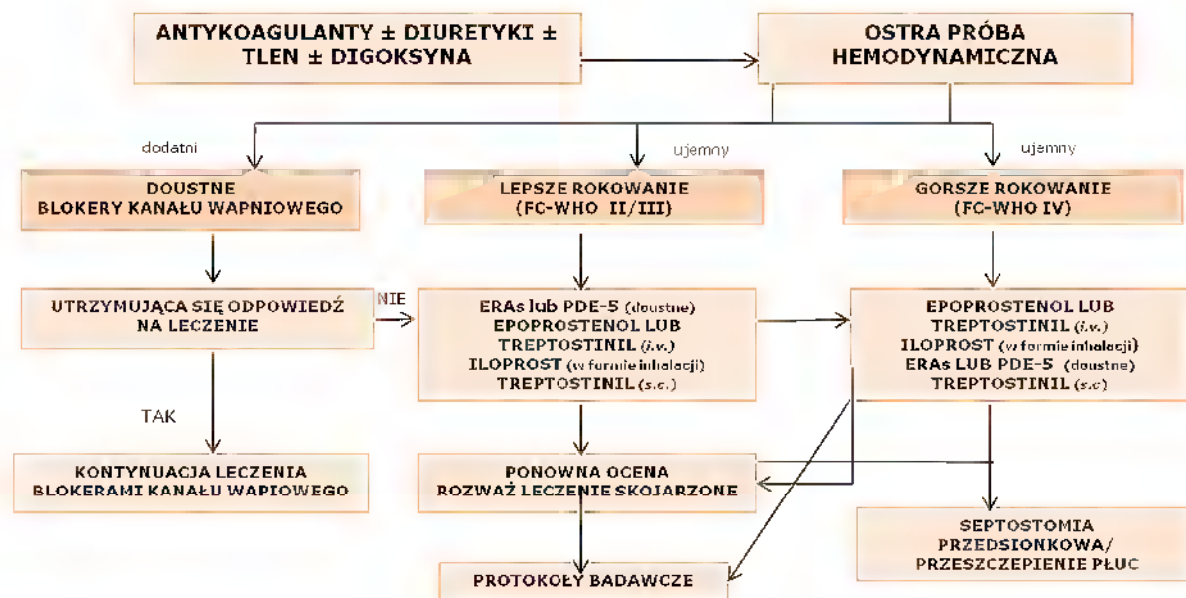 ANTYKOAGULANTY ± DIURETYKI ±
TLEN ± DIGOKSYNA
OSTRA PRÓBA
HEMODYNAMICZNA
dodatni
ujemny
ujemny
DOUSTNE
BLOKERY KANAŁU WAPNIOWEGO
LEPSZE ROKOWANIE
(FC-WHO II/III)
GORSZE ROKOWANIE
(FC-WHO IV)
UTRZYMUJĄCA SIĘ ODPOWIEDŹ
NA LECZENIE
NIE
ERAs lub PDE-5 (doustne)
EPOPROSTENOL LUB
TREPTOSTINIL (i.v.)
ILOPROST (w formie inhalacji)
TREPTOSTINIL (s.c.)
EPOPROSTENOL LUB
TREPTOSTINIL (i.v.)
ILOPROST (w formie inhalacji)
ERAs LUB PDE-5 (doustne)
TREPTOSTINIL (s.c)
TAK
KONTYNUACJA LECZENIA
BLOKERAMI KANAŁU WAPIOWEGO
PONOWNA OCENA
ROZWAŻ LECZENIE SKOJARZONE
SEPTOSTOMIA
PRZEDSIONKOWA/
PRZESZCZEPIENIE PŁUC
PROTOKOŁY BADAWCZE